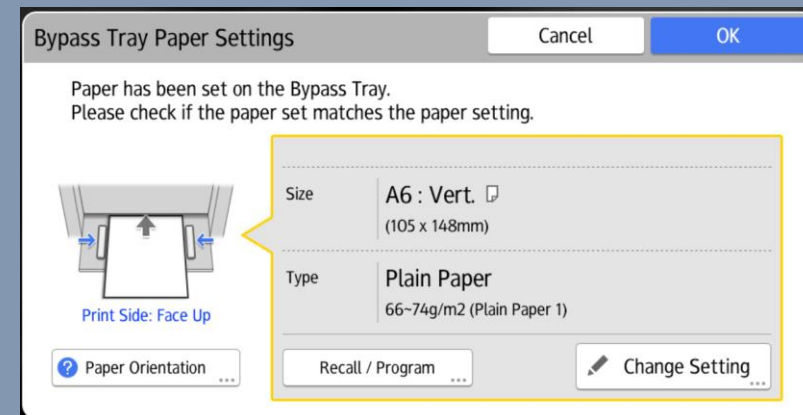 Bypass Tray Paper Settings
Cancel
OK
Paper has been set on the Bypass Tray.
Please check if the paper set matches the paper setting.
Size
A6 : Vert.
(105 x 148mm)
Type
Plain Paper
66~74g/m2 (Plain Paper 1)
Print Side: Face Up
? Paper Orientation ...
Recall / Program ...
Change Setting ...